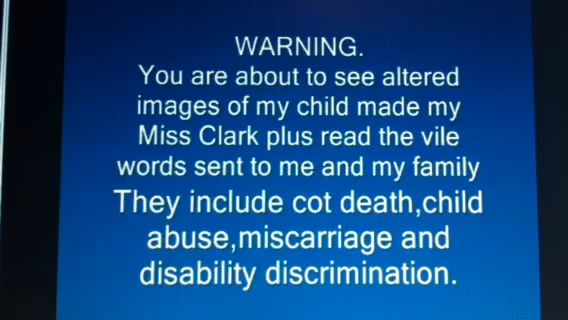 WARNING.
You are about to see altered
images of my child made my
Miss Clark plus read the vile
words sent to me and my family
They include cot death,child
abuse,miscarriage and
disability discrimination.